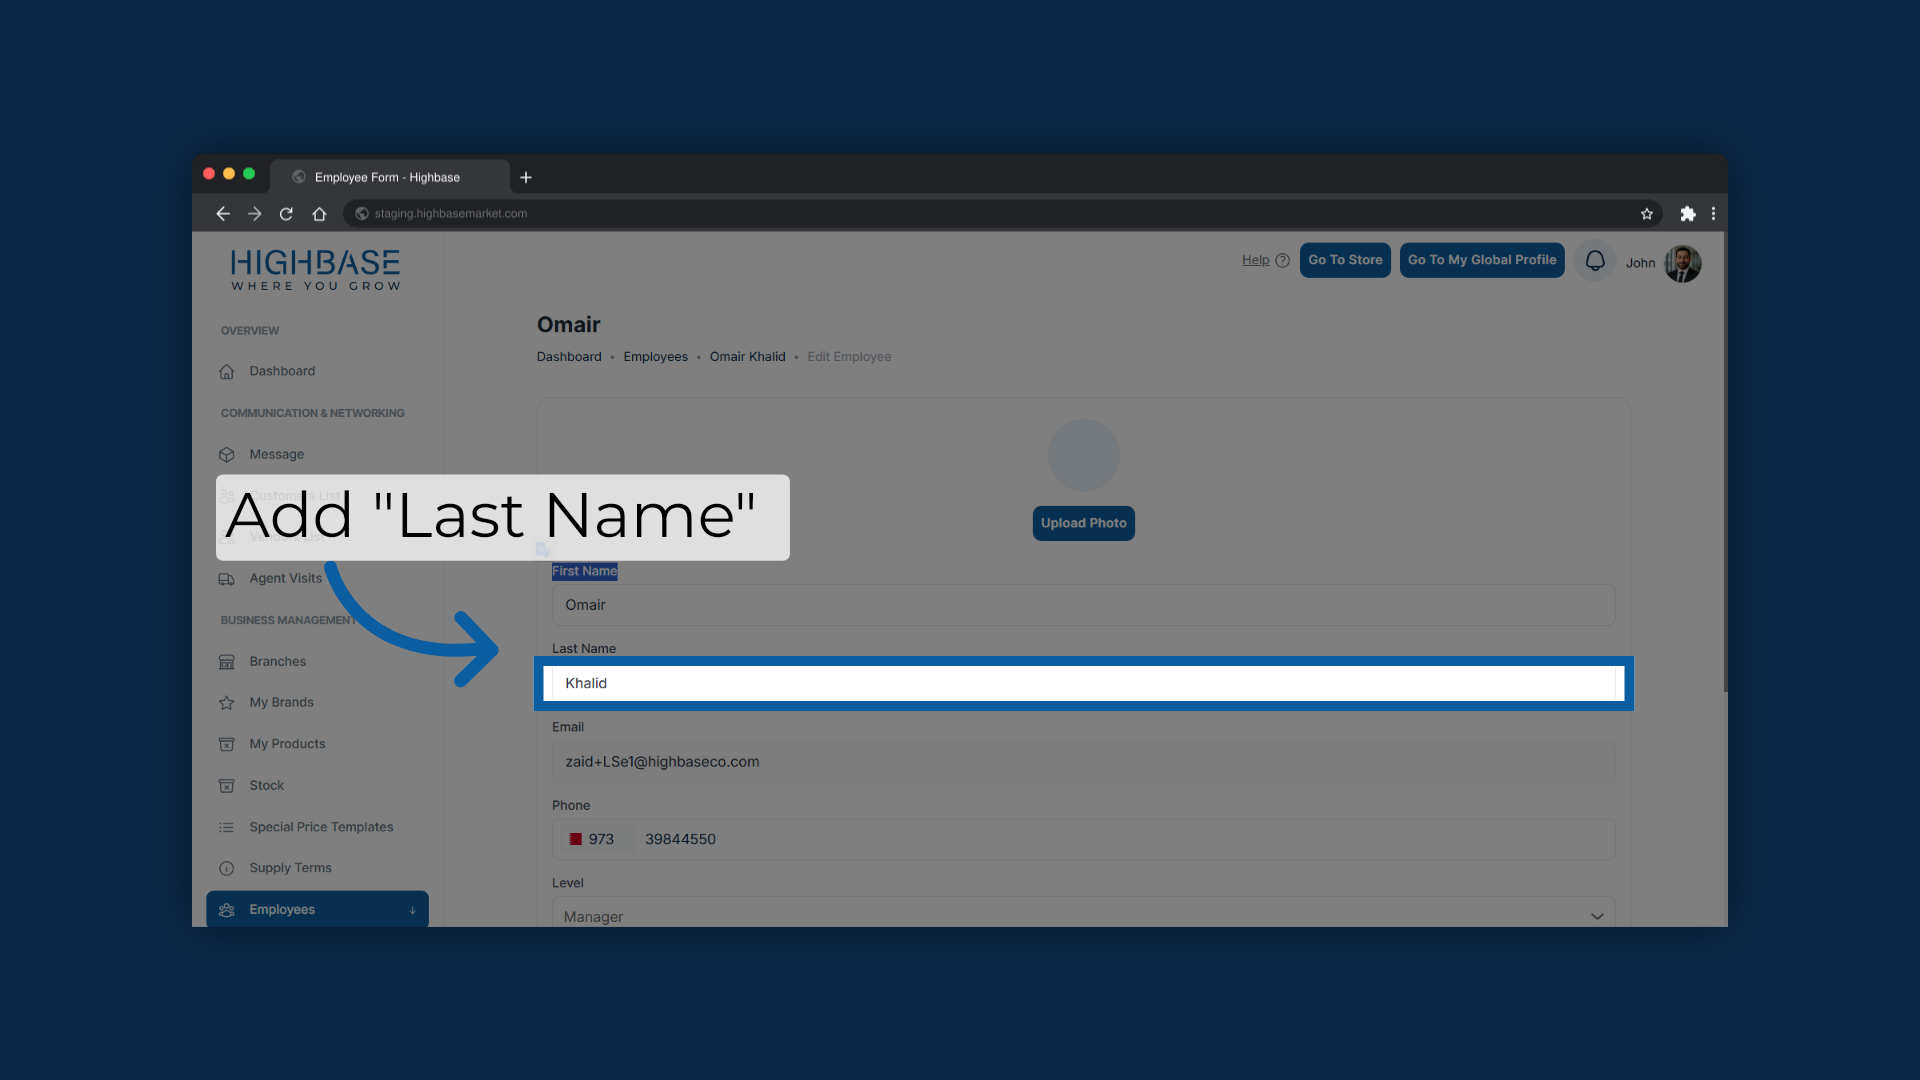 Employee Form - Highbase
staging.highbasemarket.com
HIGHBASE
WHERE YOU GROW
Help
Go To Store
Go To My Global Profile
John
OVERVIEW
Dashboard
COMMUNICATION & NETWORKING
Message
Customers List
Add "Last Name"
Agent Visits
BUSINESS MANAGEMENT
Branches
My Brands
My Products
Stock
Special Price Templates
Supply Terms
Employees
Omair
Dashboard • Employees • Omair Khalid • Edit Employee
Upload Photo
First Name
Omair
Last Name
Khalid
Email
zaid+LSe1@highbaseco.com
Phone
973 39844550
Level
Manager